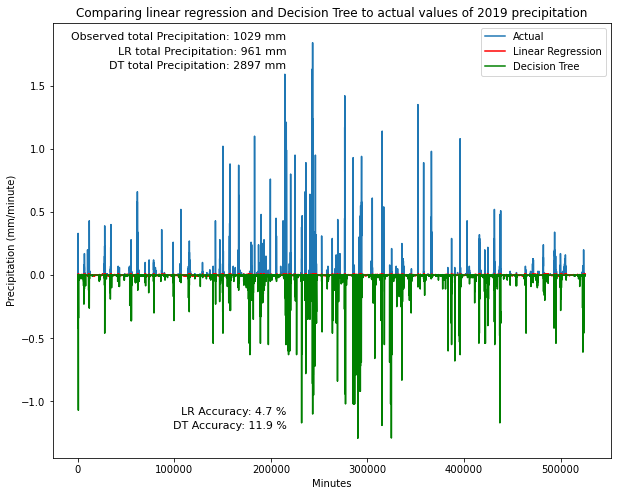 Comparing linear regression and Decision Tree to actual values of 2019 precipitation
Observed total Precipitation: 1029 mm
LR total Precipitation: 961 mm
DT total Precipitation: 2897 mm
Actual
Linear Regression
Decision Tree
Precipitation (mm/minute)
1.5
1.0
0.5
0.0
−0.5
−1.0
LR Accuracy: 4.7 %
DT Accuracy: 11.9 %
0 100000 200000 300000 400000 500000
Minutes